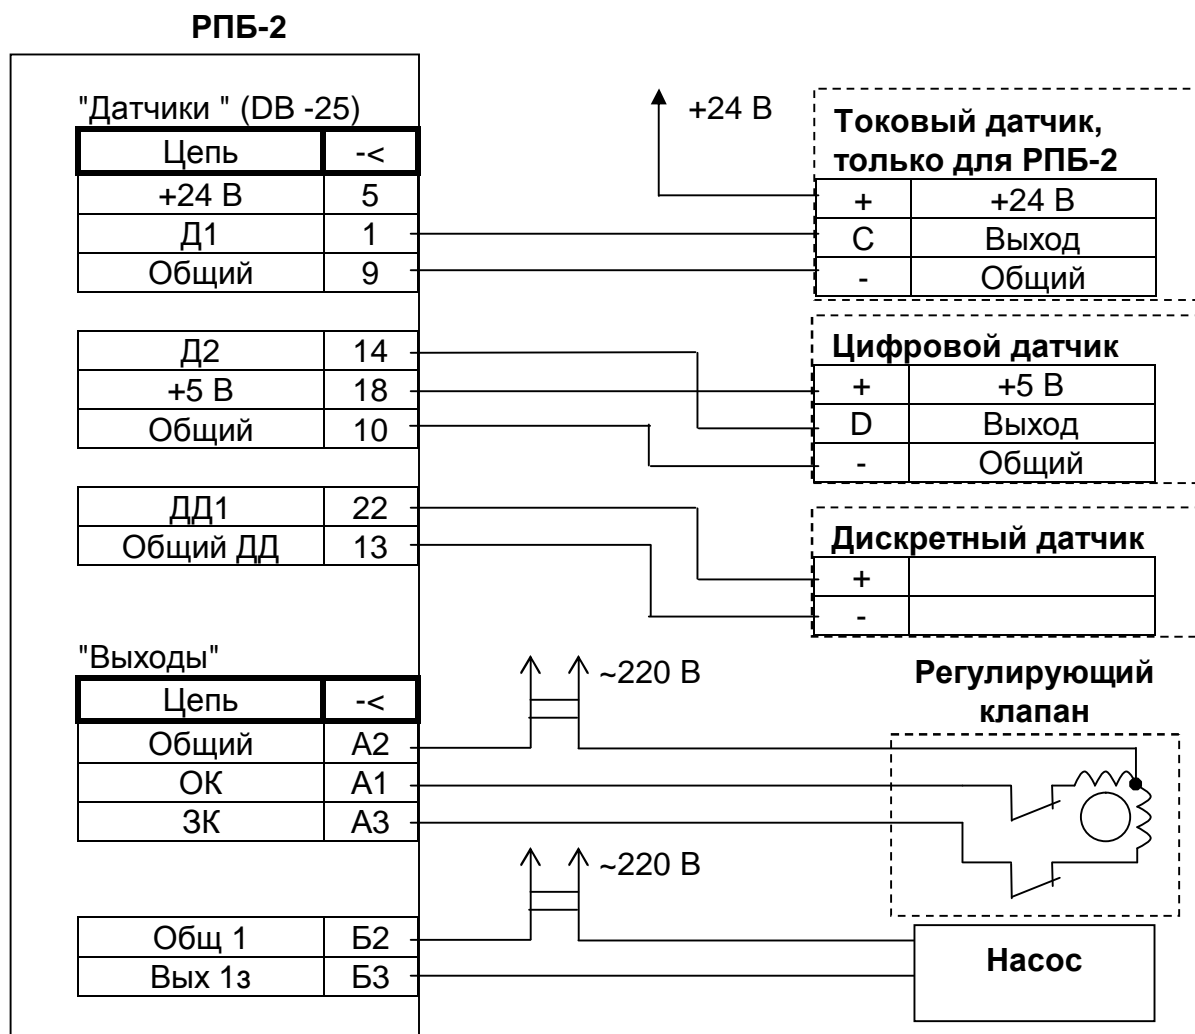 РПБ-2
"Датчики " (DB -25)
Цепь -<
+24 В 5
Д1 1
Общий 9
Д2 14
+5 В 18
Общий 10
ДД1 22
Общий ДД 13
"Выходы"
Цепь -<
Общий А2
ОК А1
ЗК А3
Общ 1 Б2
Вых 1з Б3
+24 В
Токовый датчик,
только для РПБ-2
+ +24 В
С Выход
- Общий
Цифровой датчик
+ +5 В
D Выход
- Общий
Дискретный датчик
+
-
~220 В
Регулирующий
клапан
~220 В
Насос